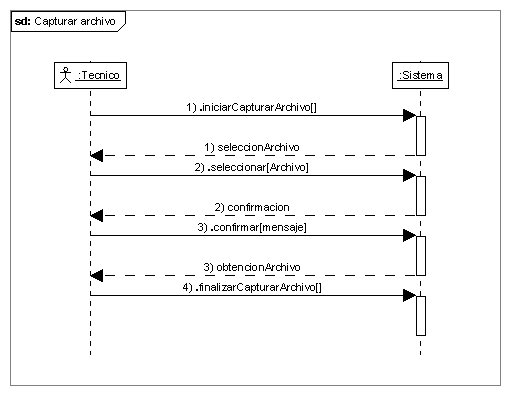 sd: Capturar archivo
:Tecnico
:Sistema
1) .iniciarCapturarArchivo[]
1) seleccionArchivo
2) .seleccionar[Archivo]
2) confirmacion
3) .confirmar[mensaje]
3) obtencionArchivo
4) .finalizarCapturarArchivo[]